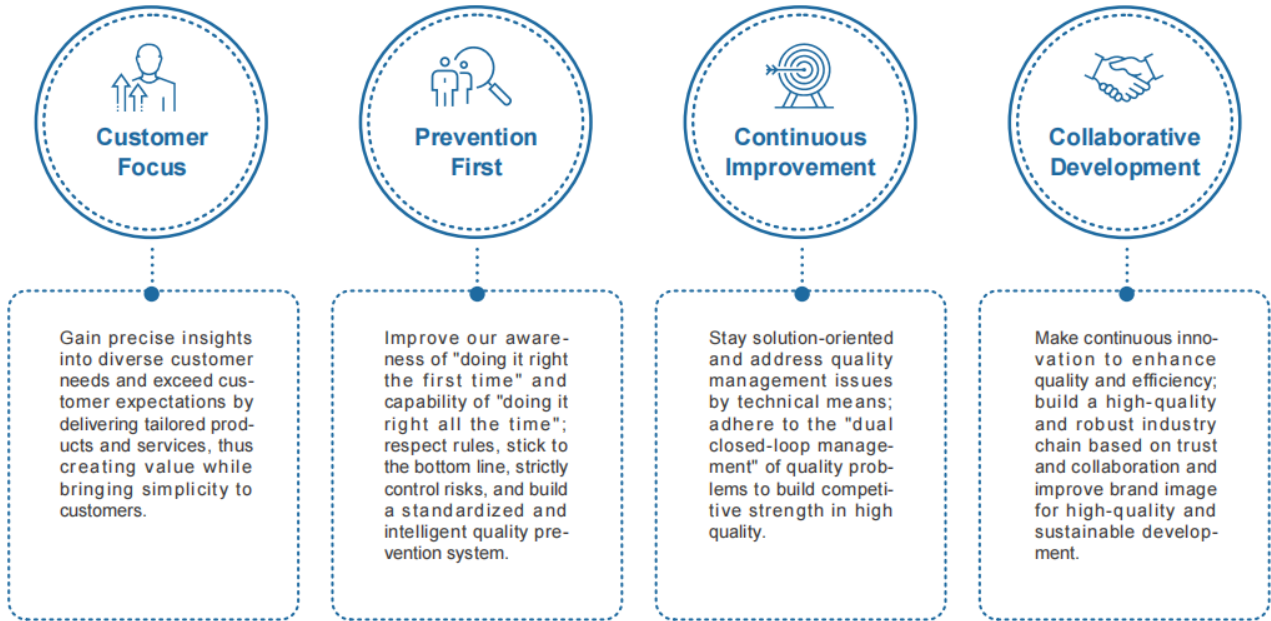 Customer
Focus
Gain precise insights
into diverse customer
needs and exceed cus-
tomer expectations by
delivering tailored prod-
ucts and services, thus
creating value while
bringing simplicity to
customers.
Prevention
First
Improve our aware-
ness of "doing it right
the first time" and
capability of "doing it
right all the time";
respect rules, stick to
the bottom line, strictly
control risks, and build
a standardized and
intelligent quality pre-
vention system.
Continuous
Improvement
Stay solution-oriented
and address quality
management issues
by technical means;
adhere to the "dual
closed-loop manage-
ment" of quality prob-
lems to build competi-
tive strength in high
quality.
Collaborative
Development
Make continuous inno-
vation to enhance
quality and efficiency;
build a high-quality
and robust industry
chain based on trust
and collaboration and
improve brand image
for high-quality and
sustainable develop-
ment.